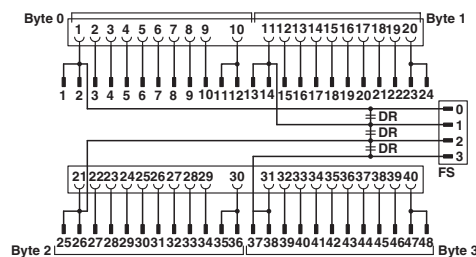 Byte 0 Byte 1
1 2 3 4 5 6 7 8 9 10 11 12 13 14 15 16 17 18 19 20
1 2 3 4 5 6 7 8 9 10 11 12 13 14 15 16 17 18 19 20 21 22 23 24
0
DR
1
DR
2
DR
3
FS
21 22 23 24 25 26 27 28 29 30 31 32 33 34 35 36 37 38 39 40
25 26 27 28 29 30 31 32 33 34 35 36 37 38 39 40 41 42 43 44 45 46 47 48
Byte 2 Byte 3